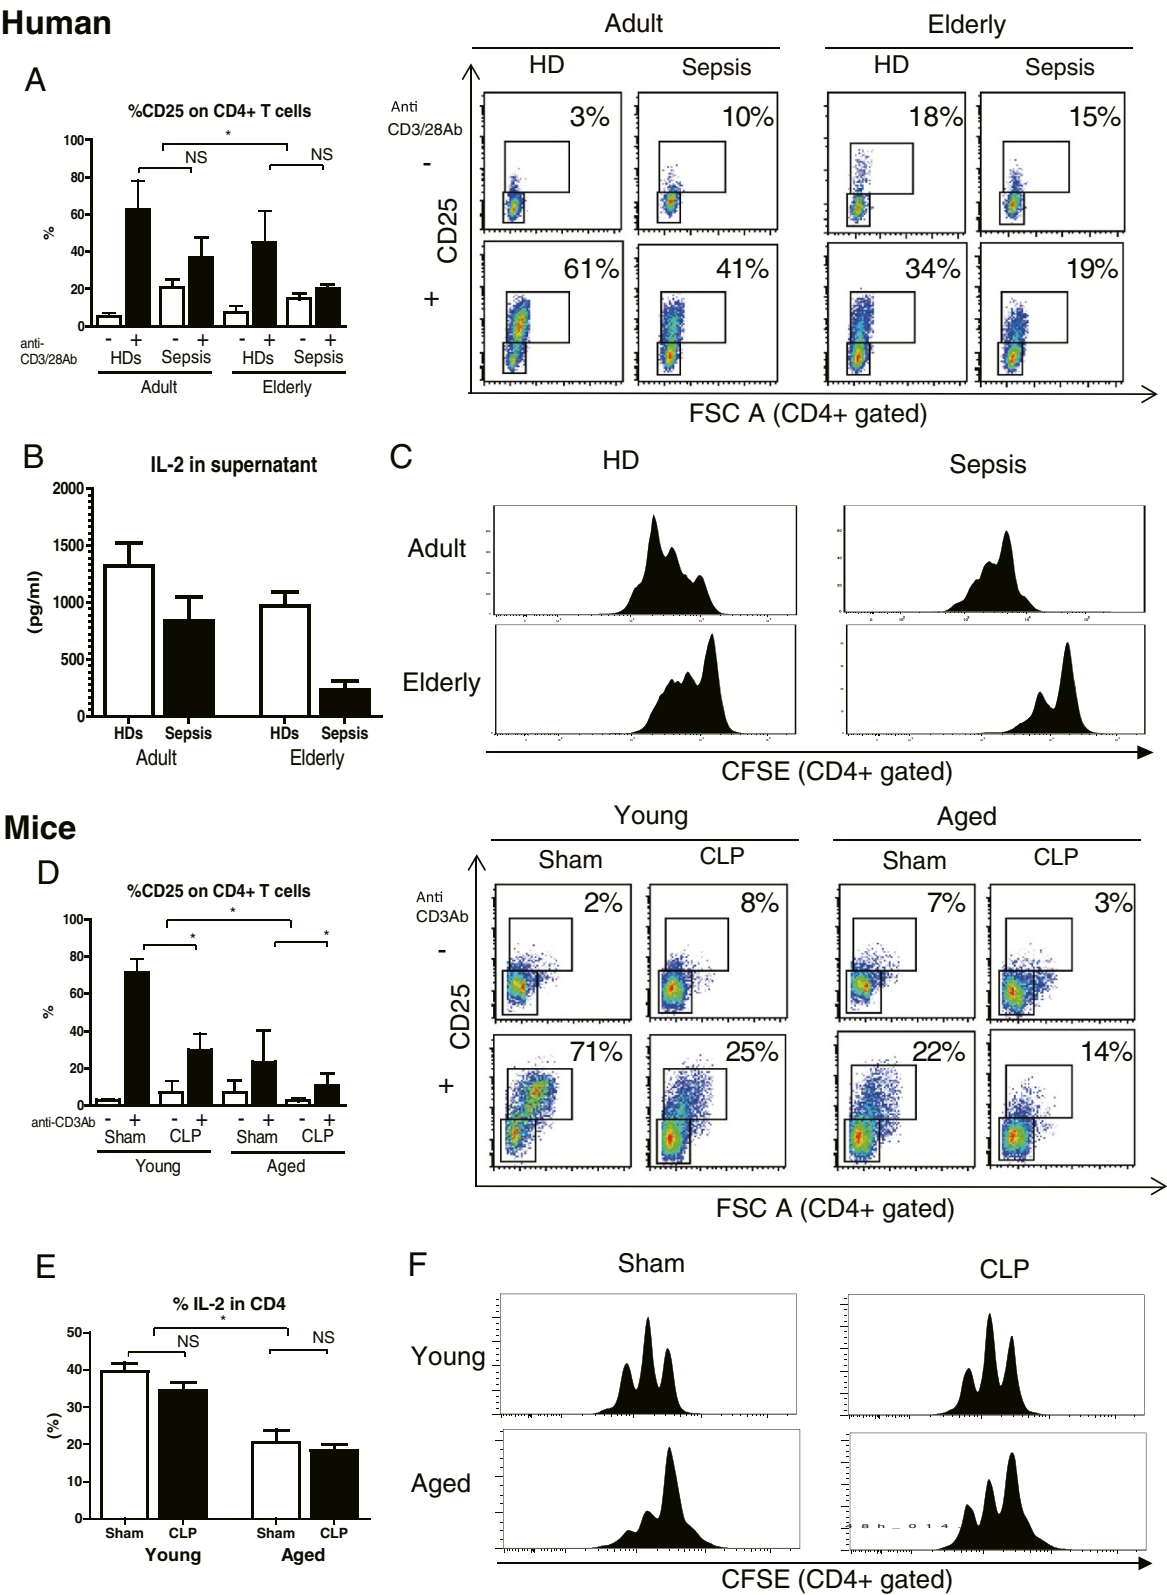 Human
A
%CD25 on CD4+ T cells
100
80
60
40
20
0
%
*
NS
NS
anti-
CD3/28Ab
- + - + - + - +
HDs Sepsis HDs Sepsis
Adult Elderly
Adult Elderly
HD Sepsis HD Sepsis
Anti
CD3/28Ab
-
+
CD25
3% 10% 18% 15%
61% 41% 34% 19%
FSC A (CD4+ gated)
B
IL-2 in supernatant
2000
1500
1000
500
0
(pg/ml)
HDs Sepsis HDs Sepsis
Adult Elderly
C
HD Sepsis
Adult
Elderly
CFSE (CD4+ gated)
Mice
D
%CD25 on CD4+ T cells
100
80
60
40
20
0
%
*
* *
anti-CD3Ab - + - + - + - +
Sham CLP Sham CLP
Young Aged
Young Aged
Sham CLP Sham CLP
Anti
CD3Ab
-
+
CD25
2% 8% 7% 3%
71% 25% 22% 14%
FSC A (CD4+ gated)
E
% IL-2 in CD4
50
40
30
20
10
0
(%)
*
NS NS
Sham CLP Sham CLP
Young Aged
F
Sham CLP
Young
Aged
CFSE (CD4+ gated)